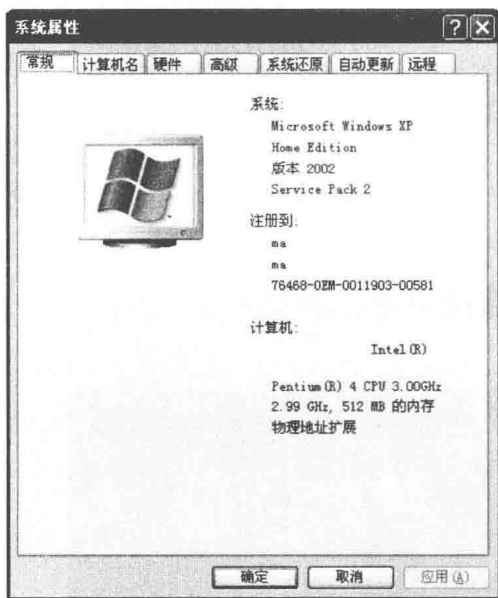 系统属性
常规 计算机名 硬件 高级 系统还原 自动更新 远程
系统:
Microsoft Windows XP
Home Edition
版本 2002
Service Pack 2
注册到:
ma
ma
76468-OEM-0011903-00581
计算机:
Intel(R)
Pentium(R) 4 CPU 3.00GHz
2.99 GHz, 512 MB 的内存
物理地址扩展
确定 取消 应用(A)